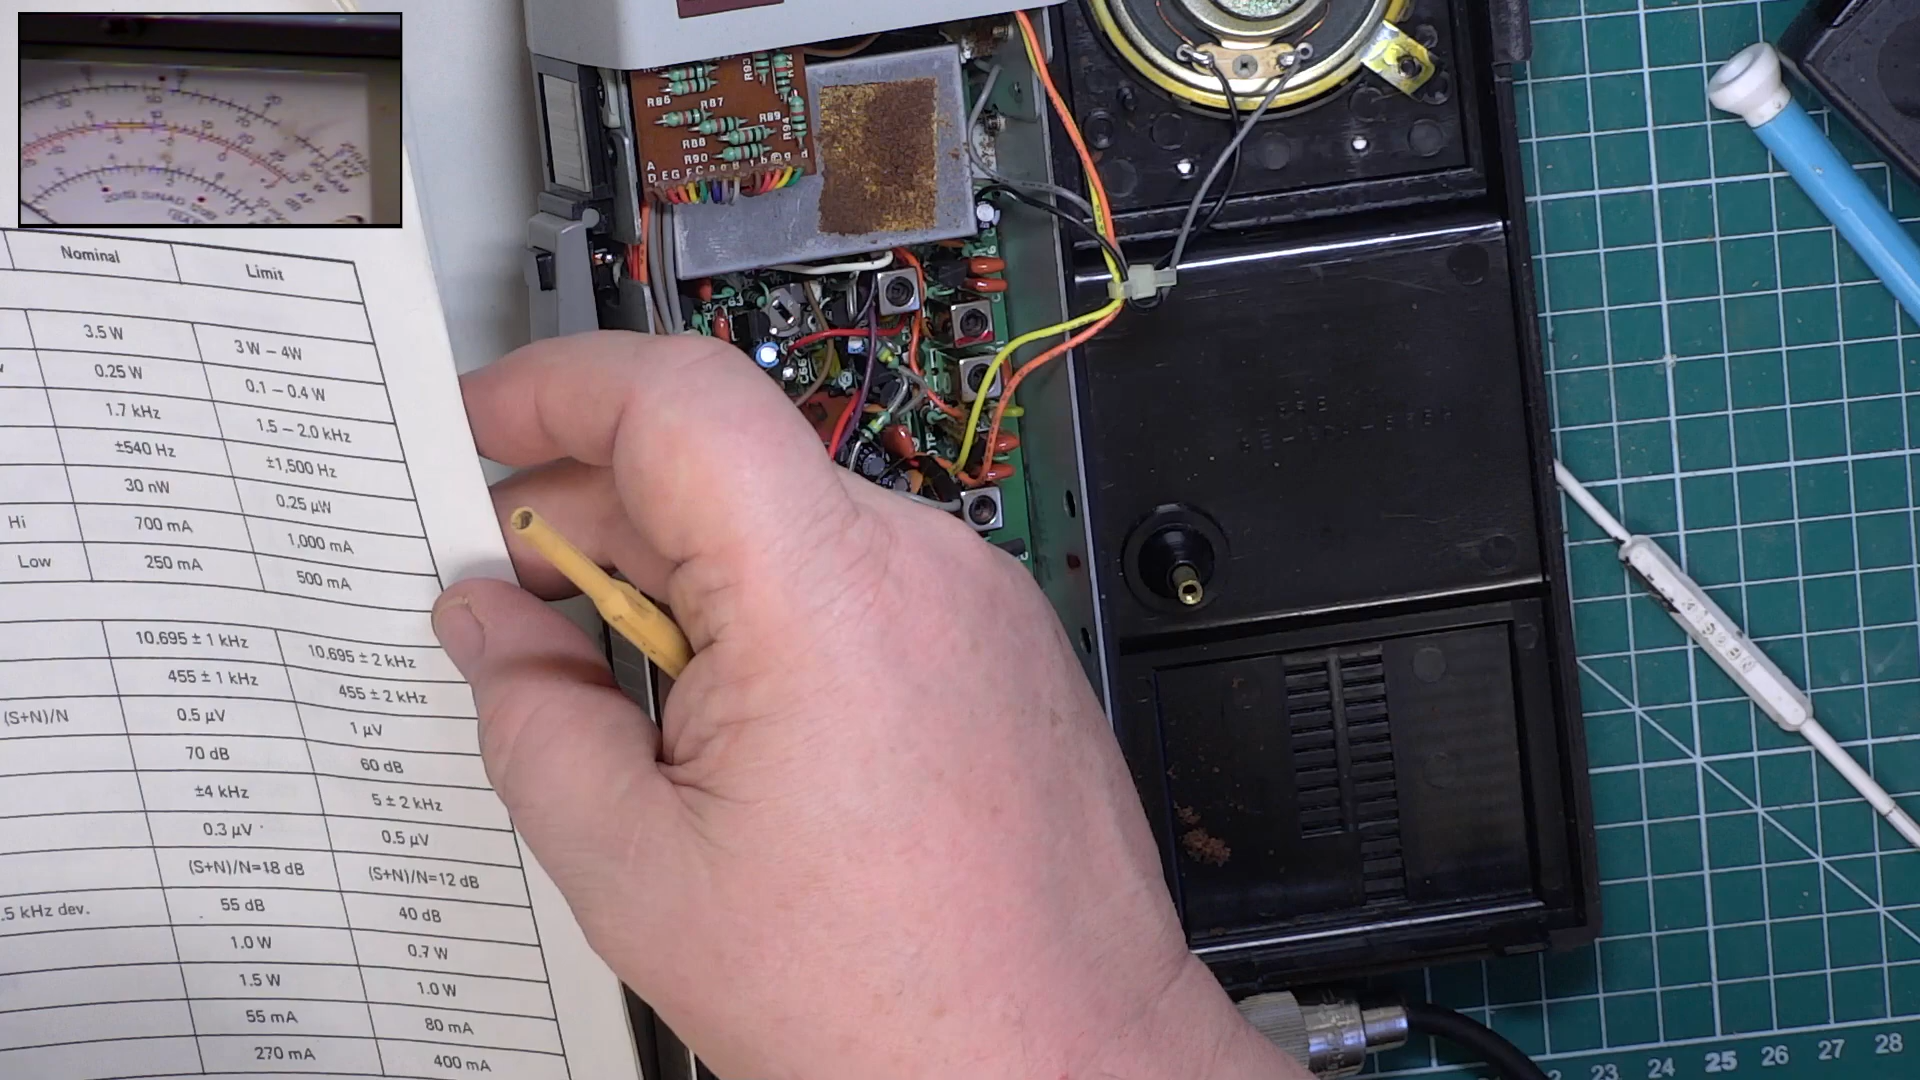 Nominal Limit
3.5 W 3 W – 4W
0.25 W 0.1 – 0.4 W
1.7 kHz 1.5 – 2.0 kHz
±540 Hz ±1,500 Hz
30 nW 0.25 µW
Hi 700 mA 1,000 mA
Low 250 mA 500 mA
10.695 ± 1 kHz 10.695 ± 2 kHz
455 ± 1 kHz 455 ± 2 kHz
(S+N)/N 0.5 µV 1 µV
70 dB 60 dB
±4 kHz 5 ± 2 kHz
0.3 µV 0.5 µV
(S+N)/N=18 dB (S+N)/N=12 dB
.5 kHz dev. 55 dB 40 dB
1.0 W 0.7 W
1.5 W 1.0 W
55 mA 80 mA
270 mA 400 mA
R86 R87
R89
R88
R90
R94
SINAD
23 24 25 26 27 28